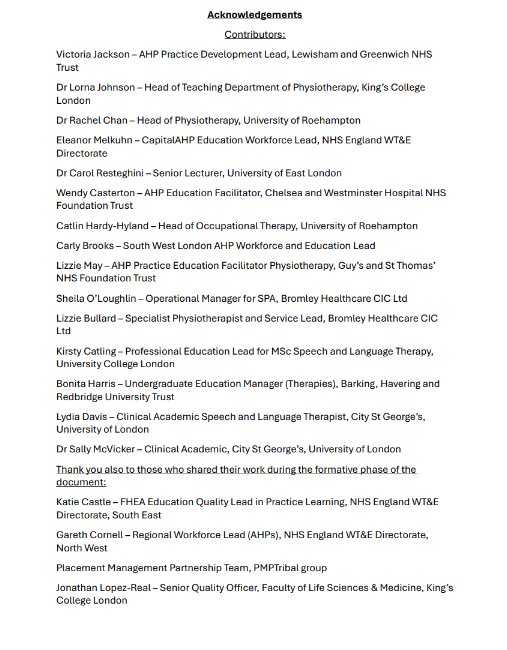 Acknowledgements
Contributors:
Victoria Jackson – AHP Practice Development Lead, Lewisham and Greenwich NHS
Trust
Dr Lorna Johnson – Head of Teaching Department of Physiotherapy, King's College
London
Dr Rachel Chan – Head of Physiotherapy, University of Roehampton
Eleanor Melkuhn – CapitalAHP Education Workforce Lead, NHS England WT&E
Directorate
Dr Carol Resteghini – Senior Lecturer, University of East London
Wendy Casterton – AHP Education Facilitator, Chelsea and Westminster Hospital NHS
Foundation Trust
Catlin Hardy-Hyland – Head of Occupational Therapy, University of Roehampton
Carly Brooks – South West London AHP Workforce and Education Lead
Lizzie May – AHP Practice Education Facilitator Physiotherapy, Guy's and St Thomas'
NHS Foundation Trust
Sheila O'Loughlin – Operational Manager for SPA, Bromley Healthcare CIC Ltd
Lizzie Bullard – Specialist Physiotherapist and Service Lead, Bromley Healthcare CIC
Ltd
Kirsty Catling – Professional Education Lead for MSc Speech and Language Therapy,
University College London
Bonita Harris – Undergraduate Education Manager (Therapies), Barking, Havering and
Redbridge University Trust
Lydia Davis – Clinical Academic Speech and Language Therapist, City St George's,
University of London
Dr Sally McVicker – Clinical Academic, City St George's, University of London
Thank you also to those who shared their work during the formative phase of the
document:
Katie Castle – FHEA Education Quality Lead in Practice Learning, NHS England WT&E
Directorate, South East
Gareth Cornell – Regional Workforce Lead (AHPs), NHS England WT&E Directorate,
North West
Placement Management Partnership Team, PMPTribal group
Jonathan Lopez-Real – Senior Quality Officer, Faculty of Life Sciences & Medicine, King's
College London